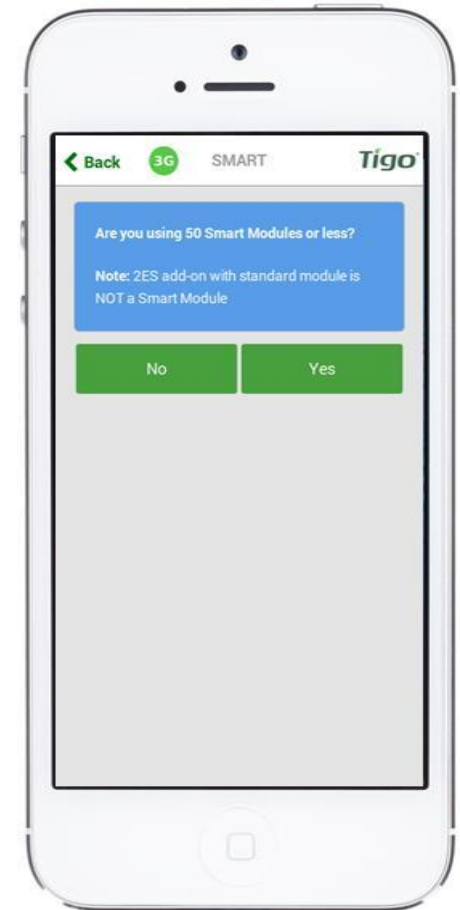 Back 3G SMART Tigo
Are you using 50 Smart Modules or less?
Note: 2ES add-on with standard module is
NOT a Smart Module
No Yes